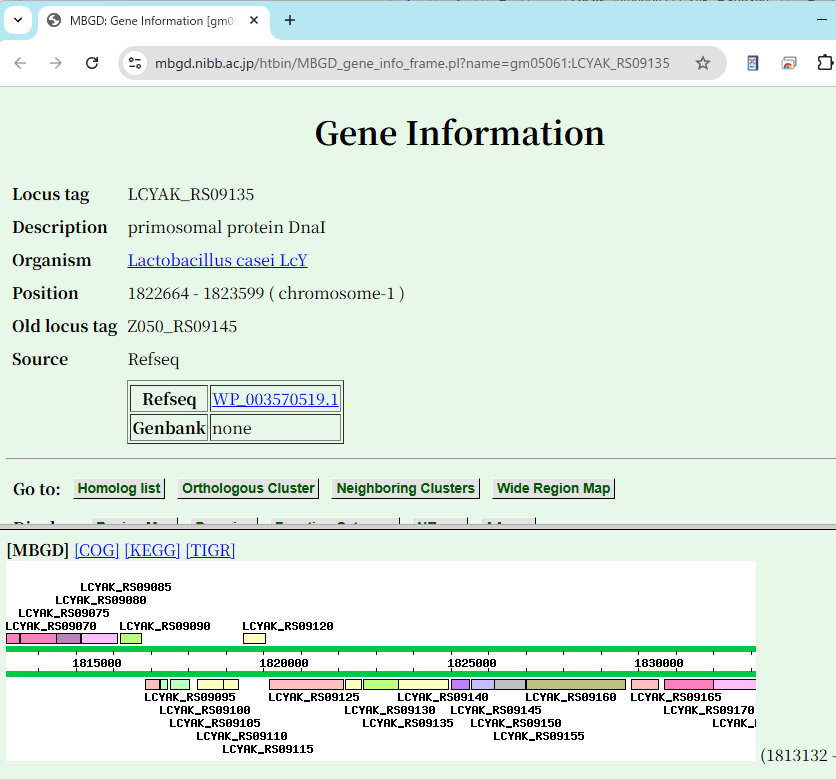 MBGD: Gene Information [gm0
mbgd.nibb.ac.jp/htbin/MBGD_gene_info_frame.pl?name=gm05061:LCYAK_RS09135
Gene Information
Locus tag LCYAK_RS09135
Description primosomal protein DnaI
Organism Lactobacillus casei LcY
Position 1822664 - 1823599 ( chromosome-1 )
Old locus tag Z050_RS09145
Source Refseq
Refseq WP_003570519.1
Genbank none
Go to: Homolog list Orthologous Cluster Neighboring Clusters Wide Region Map
[MBGD] [COG] [KEGG] [TIGR]
LCYAK_RS09085
LCYAK_RS09080
LCYAK_RS09075
LCYAK_RS09070 LCYAK_RS09090 LCYAK_RS09120
1815000 1820000 1825000 1830000
LCYAK_RS09095 LCYAK_RS09125 LCYAK_RS09140 LCYAK_RS09160 LCYAK_RS09165
LCYAK_RS09100 LCYAK_RS09130 LCYAK_RS09145 LCYAK_RS09170
LCYAK_RS09105 LCYAK_RS09135 LCYAK_RS09150 LCYAK_
LCYAK_RS09110 LCYAK_RS09155
LCYAK_RS09115
(1813132 -